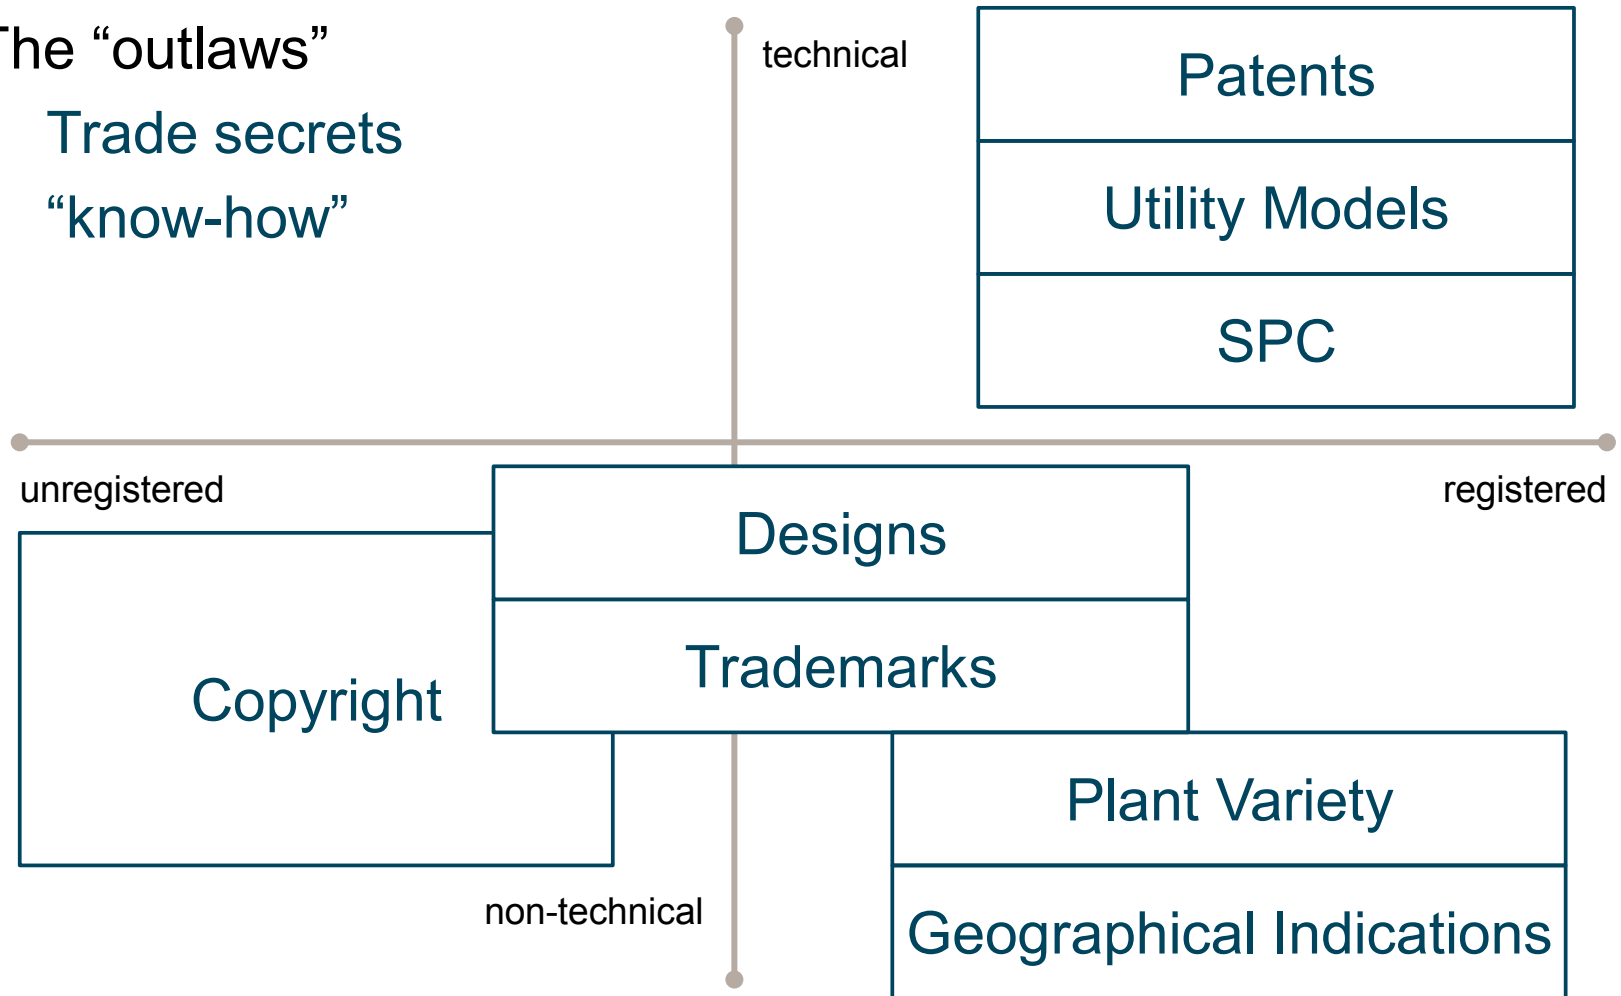 The “outlaws”
Trade secrets
“know-how”
technical
Patents
Utility Models
SPC
unregistered
registered
Designs
Trademarks
Copyright
Plant Variety
Geographical Indications
non-technical